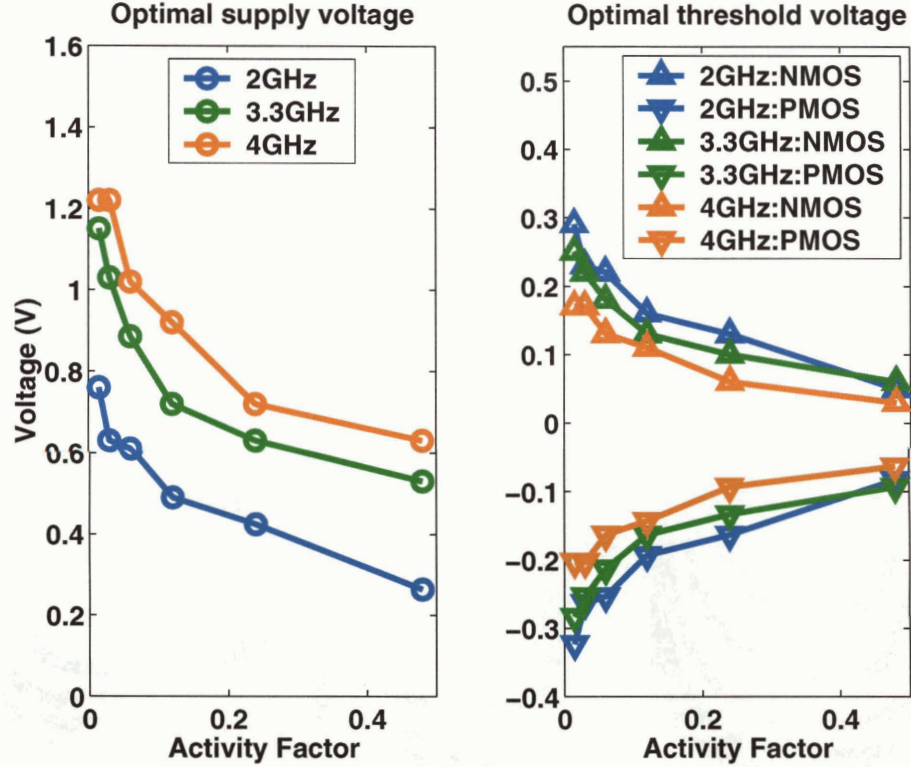 Optimal supply voltage
1.6
1.4
1.2
1
0.8
0.6
0.4
0.2
0
0
0.2
0.4
Voltage (V)
Activity Factor
2GHz
3.3GHz
4GHz
Optimal threshold voltage
0.5
0.4
0.3
0.2
0.1
0
−0.1
−0.2
−0.3
−0.4
0
0.2
0.4
Activity Factor
2GHz:NMOS
2GHz:PMOS
3.3GHz:NMOS
3.3GHz:PMOS
4GHz:NMOS
4GHz:PMOS